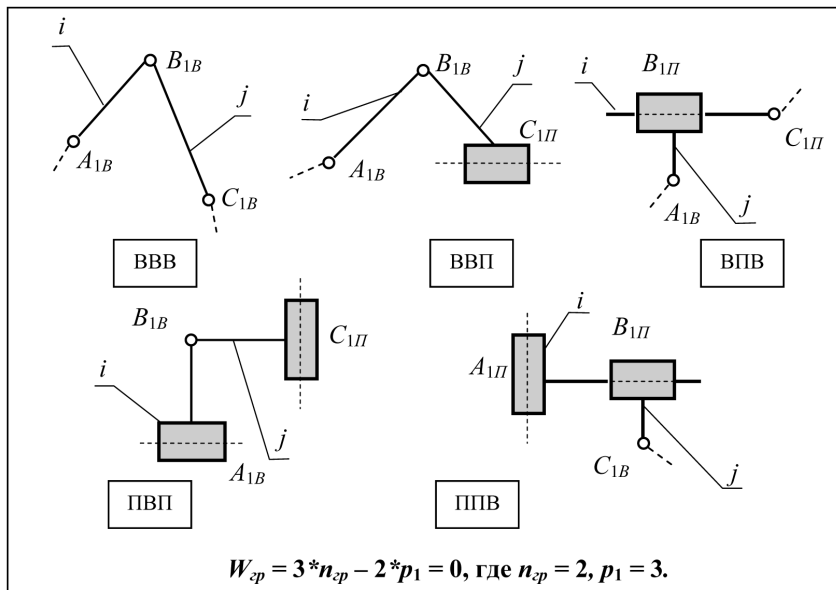 i
B1В
j
A1В
C1В
ВВВ
i
B1В
j
C1П
A1В
ВВП
i
B1П
C1П
A1В
j
ВПВ
B1В
C1П
i
j
A1В
ПВП
i
B1П
A1П
C1В
j
ППВ
Wгр = 3*nгр – 2*p1 = 0, где nгр = 2, p1 = 3.